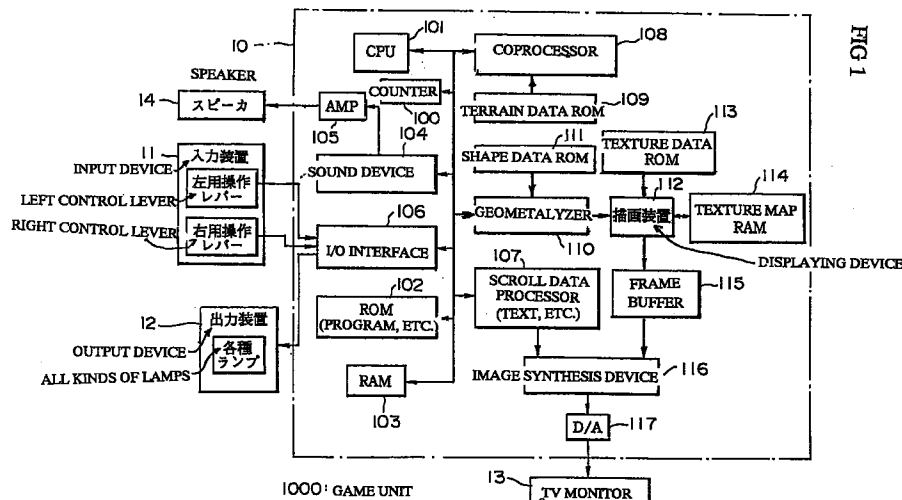 FIG 1
10
101
CPU
COPROCESSOR
108
SPEAKER
14
スピーカ
AMP
105
COUNTER
100
TERRAIN DATA ROM
109
104
SOUND DEVICE
111
SHAPE DATA ROM
113
TEXTURE DATA
ROM
11
入力装置
INPUT DEVICE
左用操作
レバー
LEFT CONTROL LEVER
RIGHT CONTROL LEVER
右用操作
レバー
106
I/O INTERFACE
GEOMETALYZER
110
112
描画装置
114
TEXTURE MAP
RAM
DISPLAYING DEVICE
102
ROM
(PROGRAM, ETC.)
107
SCROLL DATA
PROCESSOR
(TEXT, ETC.)
FRAME
BUFFER
115
12
出力装置
OUTPUT DEVICE
各種
ランプ
ALL KINDS OF LAMPS
RAM
103
IMAGE SYNTHESIS DEVICE
116
D/A
117
13
TV MONITOR
1000: GAME UNIT